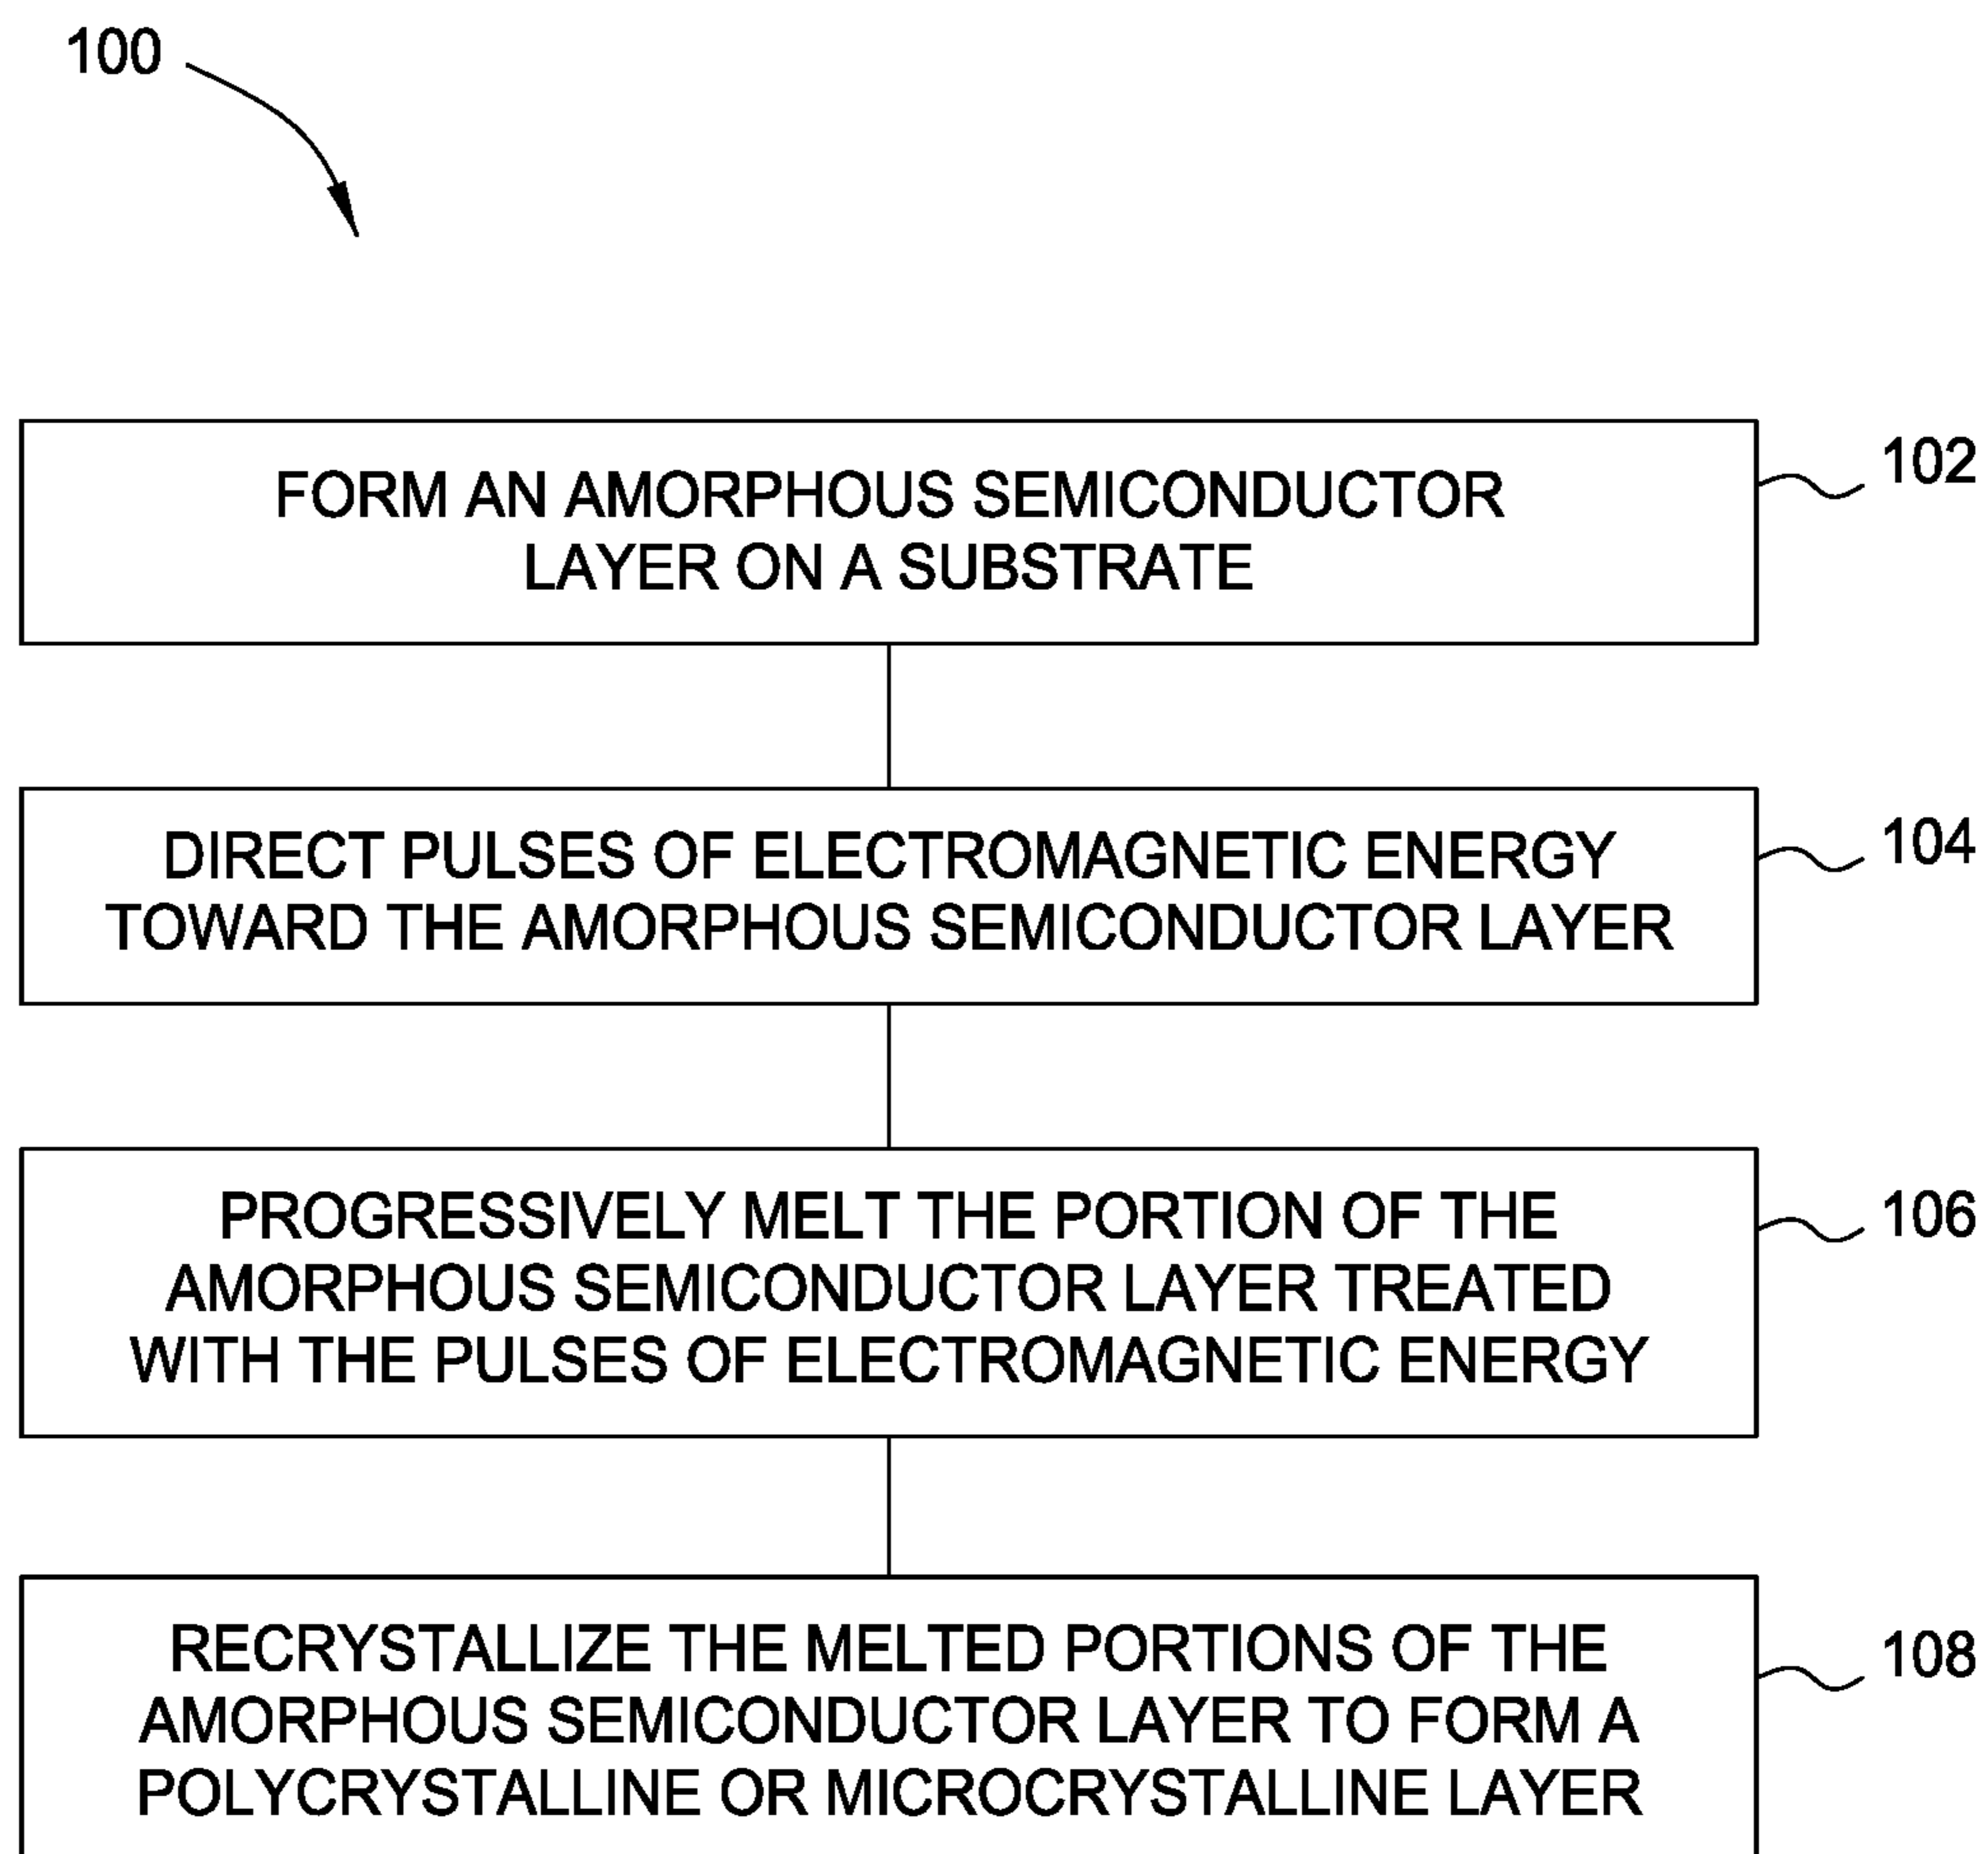 100
FORM AN AMORPHOUS SEMICONDUCTOR
LAYER ON A SUBSTRATE
102
DIRECT PULSES OF ELECTROMAGNETIC ENERGY
TOWARD THE AMORPHOUS SEMICONDUCTOR LAYER
104
PROGRESSIVELY MELT THE PORTION OF THE
AMORPHOUS SEMICONDUCTOR LAYER TREATED
WITH THE PULSES OF ELECTROMAGNETIC ENERGY
106
RECRYSTALLIZE THE MELTED PORTIONS OF THE
AMORPHOUS SEMICONDUCTOR LAYER TO FORM A
POLYCRYSTALLINE OR MICROCRYSTALLINE LAYER
108